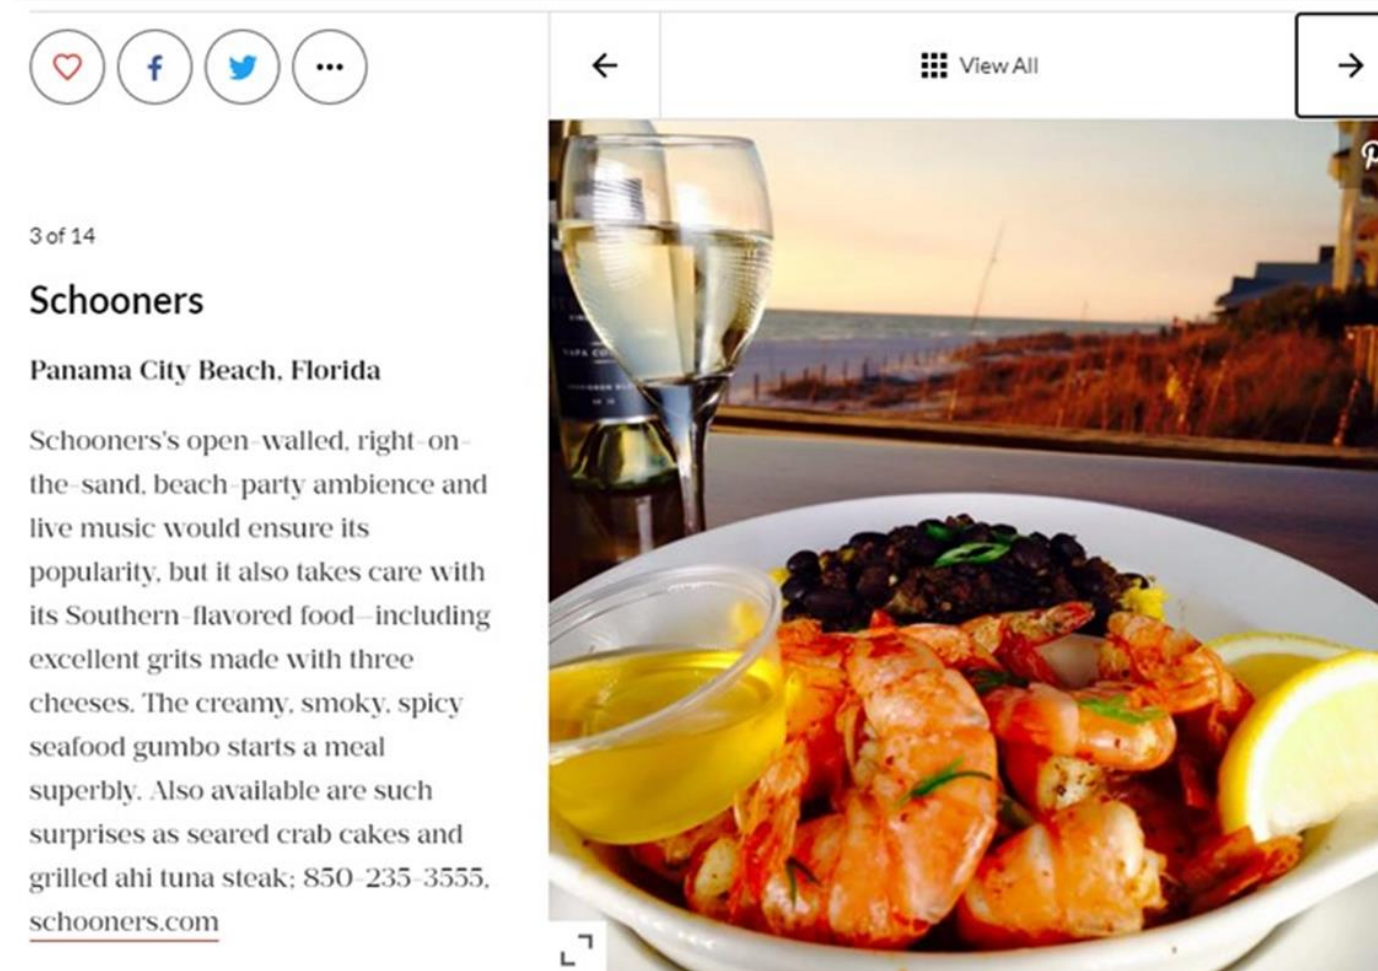 View All
3 of 14
Schooners
Panama City Beach, Florida
Schooners's open-walled, right-on-
the-sand, beach-party ambience and
live music would ensure its
popularity, but it also takes care with
its Southern-flavored food—including
excellent grits made with three
cheeses. The creamy, smoky, spicy
seafood gumbo starts a meal
superbly. Also available are such
surprises as seared crab cakes and
grilled ahi tuna steak; 850-235-3555,
schooners.com